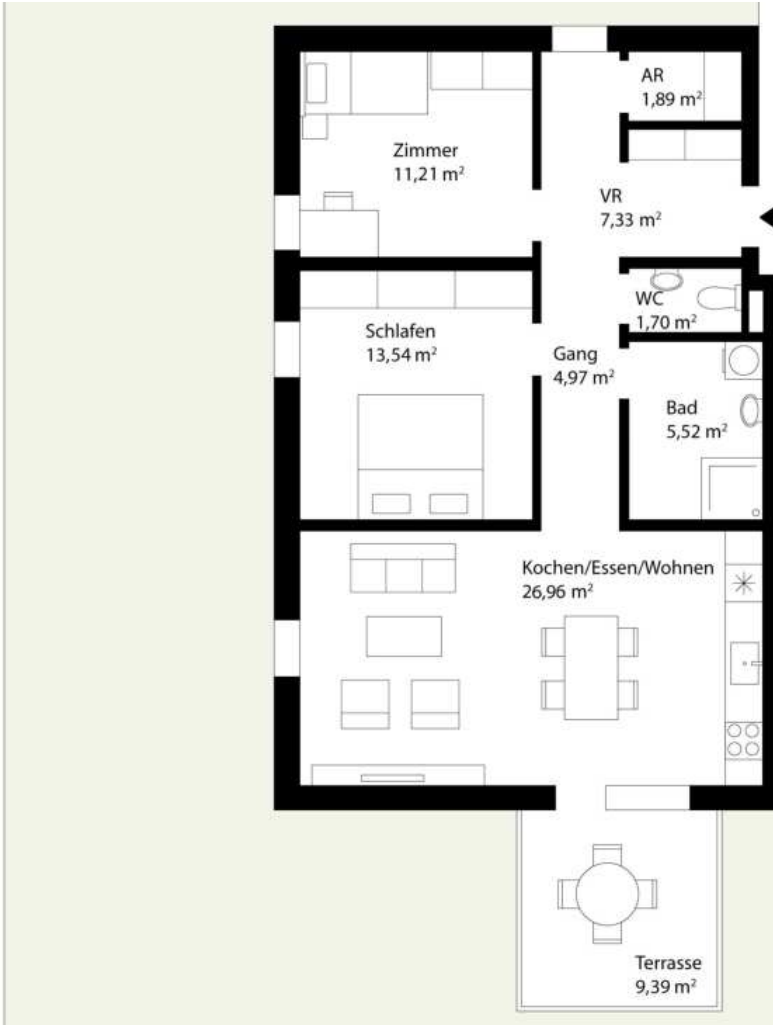 AR
1,89 m²
Zimmer
11,21 m²
VR
7,33 m²
WC
1,70 m²
Schlafen
13,54 m²
Gang
4,97 m²
Bad
5,52 m²
Kochen/Essen/Wohnen
26,96 m²
Terrasse
9,39 m²